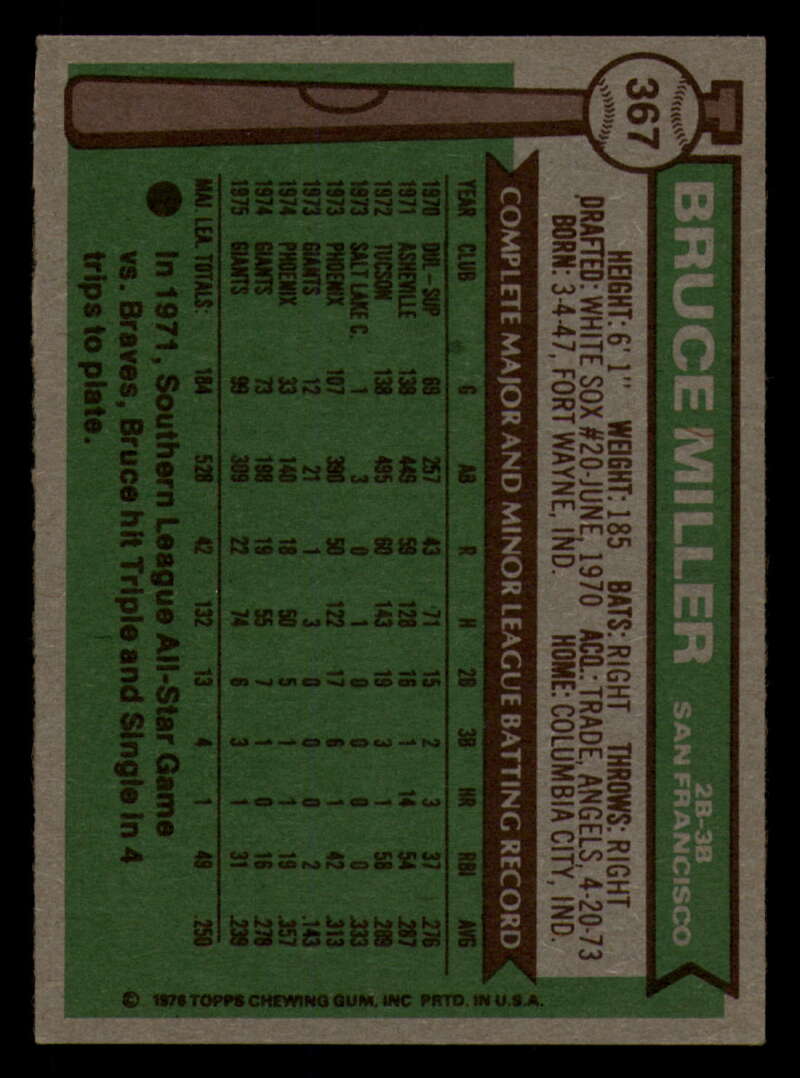 367
BRUCE MILLER
2B-3B
SAN FRANCISCO
HEIGHT: 6' 1" WEIGHT: 185 BATS: RIGHT THROWS: RIGHT
DRAFTED: WHITE SOX #20-JUNE, 1970 ACQ.: TRADE, ANGELS, 4-20-73
BORN: 3-4-47, FORT WAYNE, IND. HOME: COLUMBIA CITY, IND.
COMPLETE MAJOR AND MINOR LEAGUE BATTING RECORD
YEAR CLUB G AB R H 2B 3B HR RBI AVG
1970 DUL.-SUP 69 257 43 71 15 2 3 37 .276
1971 ASHEVILLE 138 446 59 128 16 1 14 54 .287
1972 TUCSON 138 495 60 143 19 3 1 58 .289
1973 SALT LAKE C. 1 3 0 1 0 0 0 0 .333
1973 PHOENIX 107 390 50 122 17 6 1 42 .313
1973 GIANTS 12 21 1 3 0 0 0 2 .143
1974 PHOENIX 33 140 18 50 5 1 1 19 .357
1974 GIANTS 73 198 19 55 7 1 0 16 .278
1975 GIANTS 99 309 22 74 6 3 1 31 .239
MAJ. LEA. TOTALS: 184 528 42 132 13 4 1 49 .250
In 1971, Southern League All-Star Game
vs. Braves, Bruce hit Triple and Single in 4
trips to plate.
© 1976 TOPPS CHEWING GUM, INC PRTD. IN U.S.A.